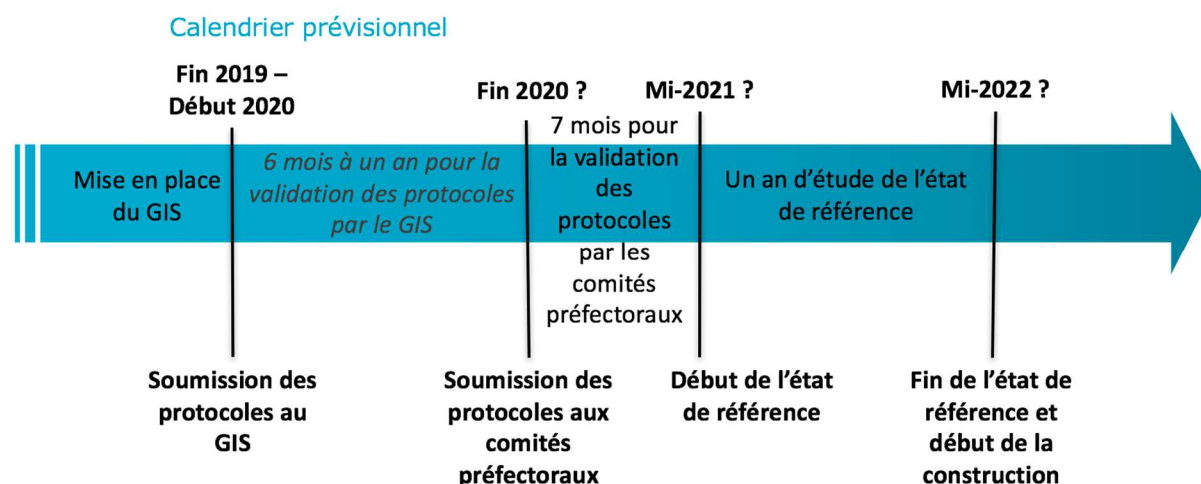 Calendrier prévisionnel
Fin 2019 –
Début 2020
Fin 2020 ?
Mi-2021 ?
Mi-2022 ?
Mise en place
du GIS
6 mois à un an pour la
validation des protocoles
par le GIS
7 mois pour
la validation
des
protocoles
par les
comités
préfectoraux
Un an d’étude de l’état
de référence
Soumission des
protocoles au
GIS
Soumission des
protocoles aux
comités
préfectoraux
Début de l’état
de référence
Fin de l’état de
référence et
début de la
construction